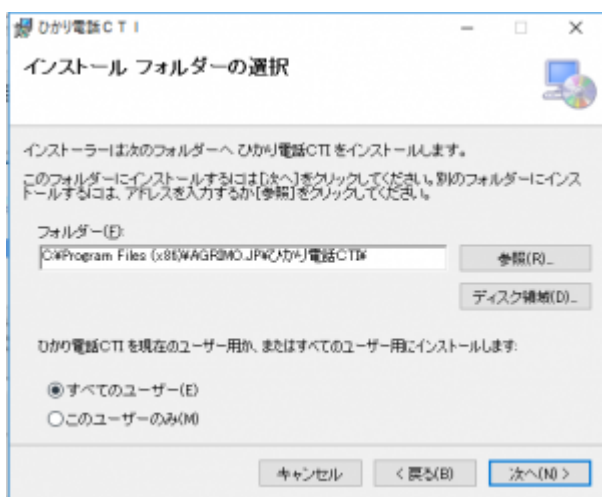 ひかり電話CTI
インストール フォルダーの選択
インストーラーは次のフォルダーへ ひかり電話CTI をインストールします。
このフォルダーにインストールするには[次へ]をクリックしてください。別のフォルダーにインス
トールするには、アドレスを入力するか[参照]をクリックしてください。
フォルダー(F):
C:¥Program Files (x86)¥AGRIMO.JP¥ひかり電話CTI¥
参照(R)...
ディスク領域(D)...
ひかり電話CTI を現在のユーザー用か、またはすべてのユーザー用にインストールします:
すべてのユーザー(E)
このユーザーのみ(M)
キャンセル
< 戻る(B)
次へ(N) >